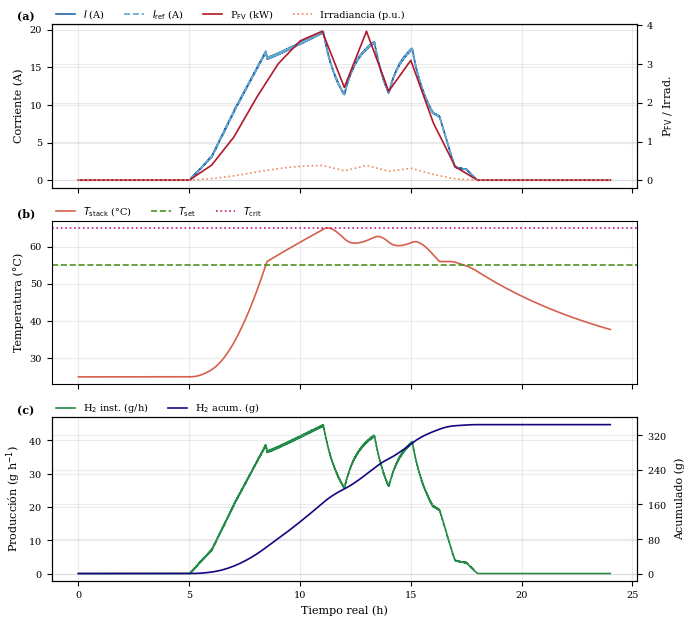 (a) I (A) I_ref (A) P_FV (kW) Irradiancia (p.u.)
20
15
10
5
0
Corriente (A)
4
3
2
1
0
P_FV / Irrad.
(b) T_stack (°C) T_set T_crit
60
50
40
30
Temperatura (°C)
(c) H₂ inst. (g/h) H₂ acum. (g)
40
30
20
10
0
Producción (g h⁻¹)
320
240
160
80
0
Acumulado (g)
0 5 10 15 20 25
Tiempo real (h)